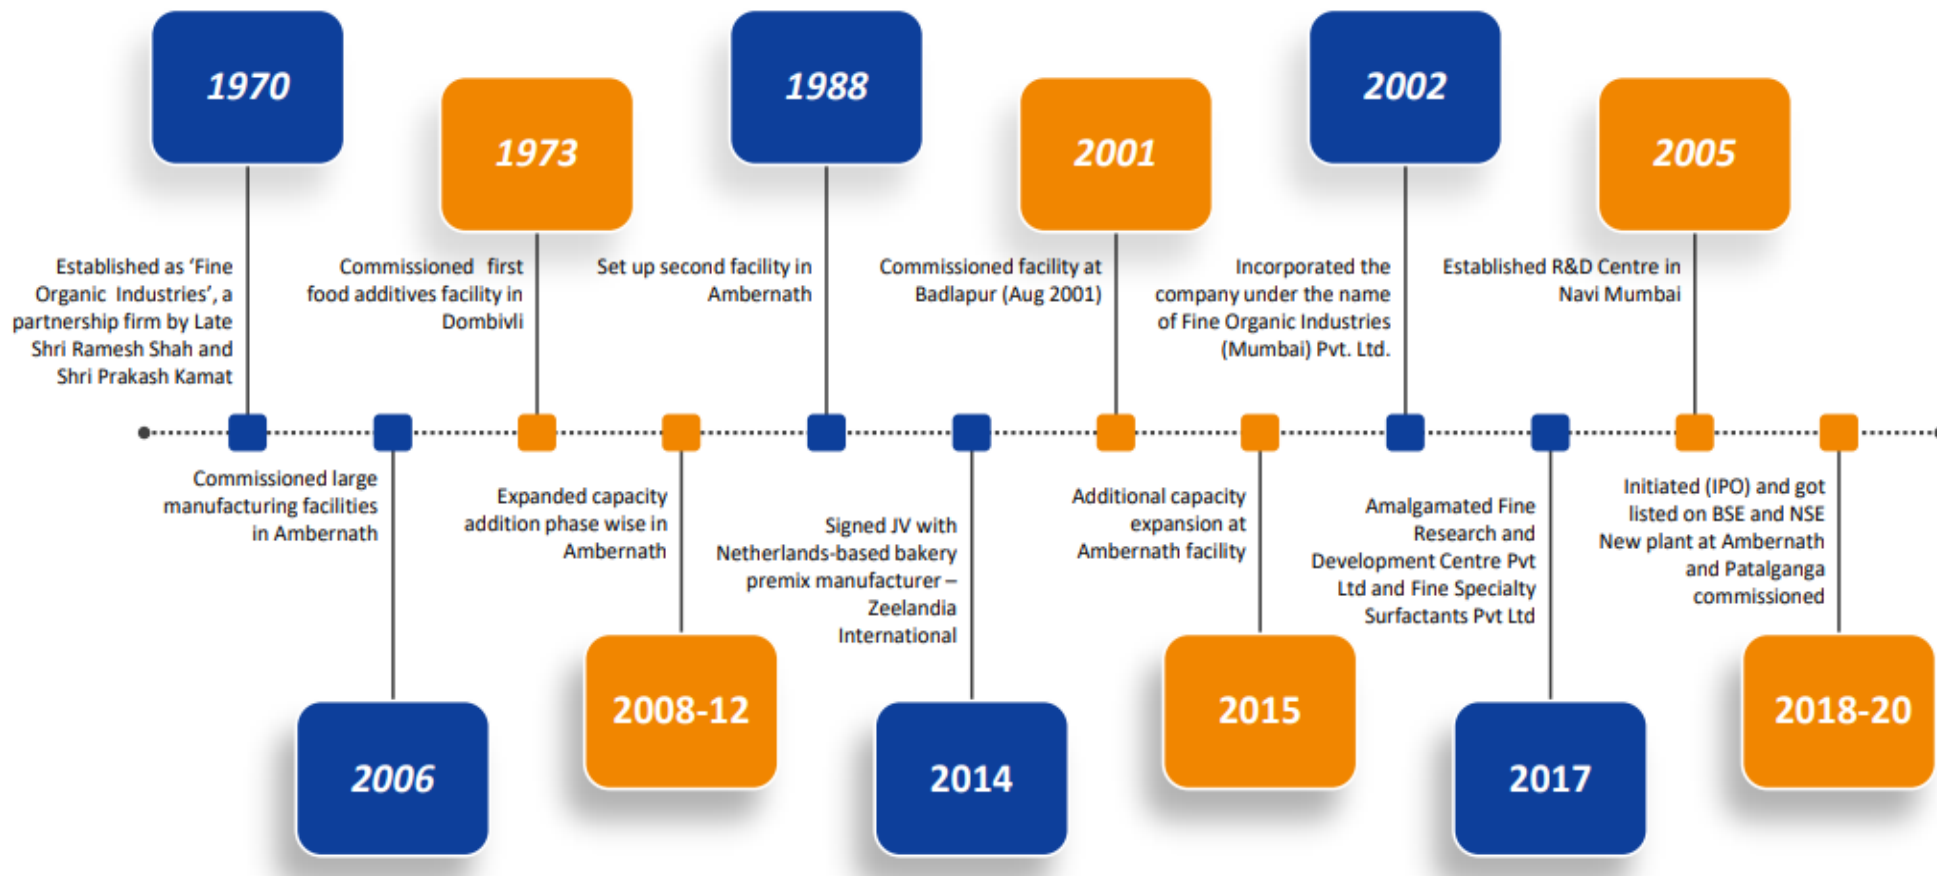 1970
Established as ‘Fine
Organic Industries’, a
partnership firm by Late
Shri Ramesh Shah and
Shri Prakash Kamat
1973
Commissioned first
food additives facility in
Dombivli
1988
Set up second facility in
Ambernath
2001
Commissioned facility at
Badlapur (Aug 2001)
2002
Incorporated the
company under the name
of Fine Organic Industries
(Mumbai) Pvt. Ltd.
2005
Established R&D Centre in
Navi Mumbai
Commissioned large
manufacturing facilities
in Ambernath
2006
Expanded capacity
addition phase wise in
Ambernath
2008-12
Signed JV with
Netherlands-based bakery
premix manufacturer –
Zeelandia
International
2014
Additional capacity
expansion at
Ambernath facility
2015
Amalgamated Fine
Research and
Development Centre Pvt
Ltd and Fine Specialty
Surfactants Pvt Ltd
2017
Initiated (IPO) and got
listed on BSE and NSE
New plant at Ambernath
and Patalganga
commissioned
2018-20